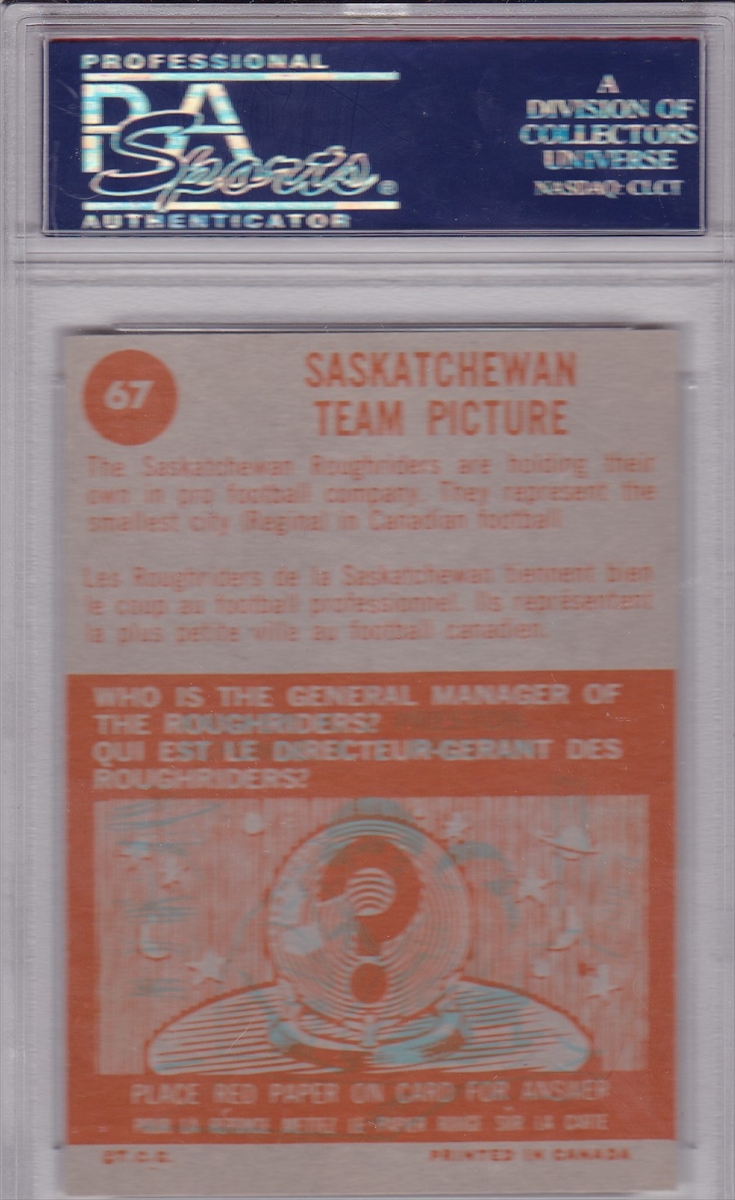 PROFESSIONAL
PSA
Sports®
AUTHENTICATOR
A
DIVISION OF
COLLECTORS
UNIVERSE
NASDAQ: CLCT
67
SASKATCHEWAN
TEAM PICTURE
The Saskatchewan Roughriders are holding their
own in pro football company. They represent the
smallest city (Regina) in Canadian football
Les Roughriders de la Saskatchewan tiennent bien
le coup au football professionnel. Ils représentent
la plus petite ville au football canadien.
WHO IS THE GENERAL MANAGER OF
THE ROUGHRIDERS?
QUI EST LE DIRECTEUR-GERANT DES
ROUGHRIDERS?
?
PLACE RED PAPER ON CARD FOR ANSWER
POUR LA RÉPONSE METTEZ LE PAPIER ROUGE SUR LA CARTE
©T.C.G.
PRINTED IN CANADA